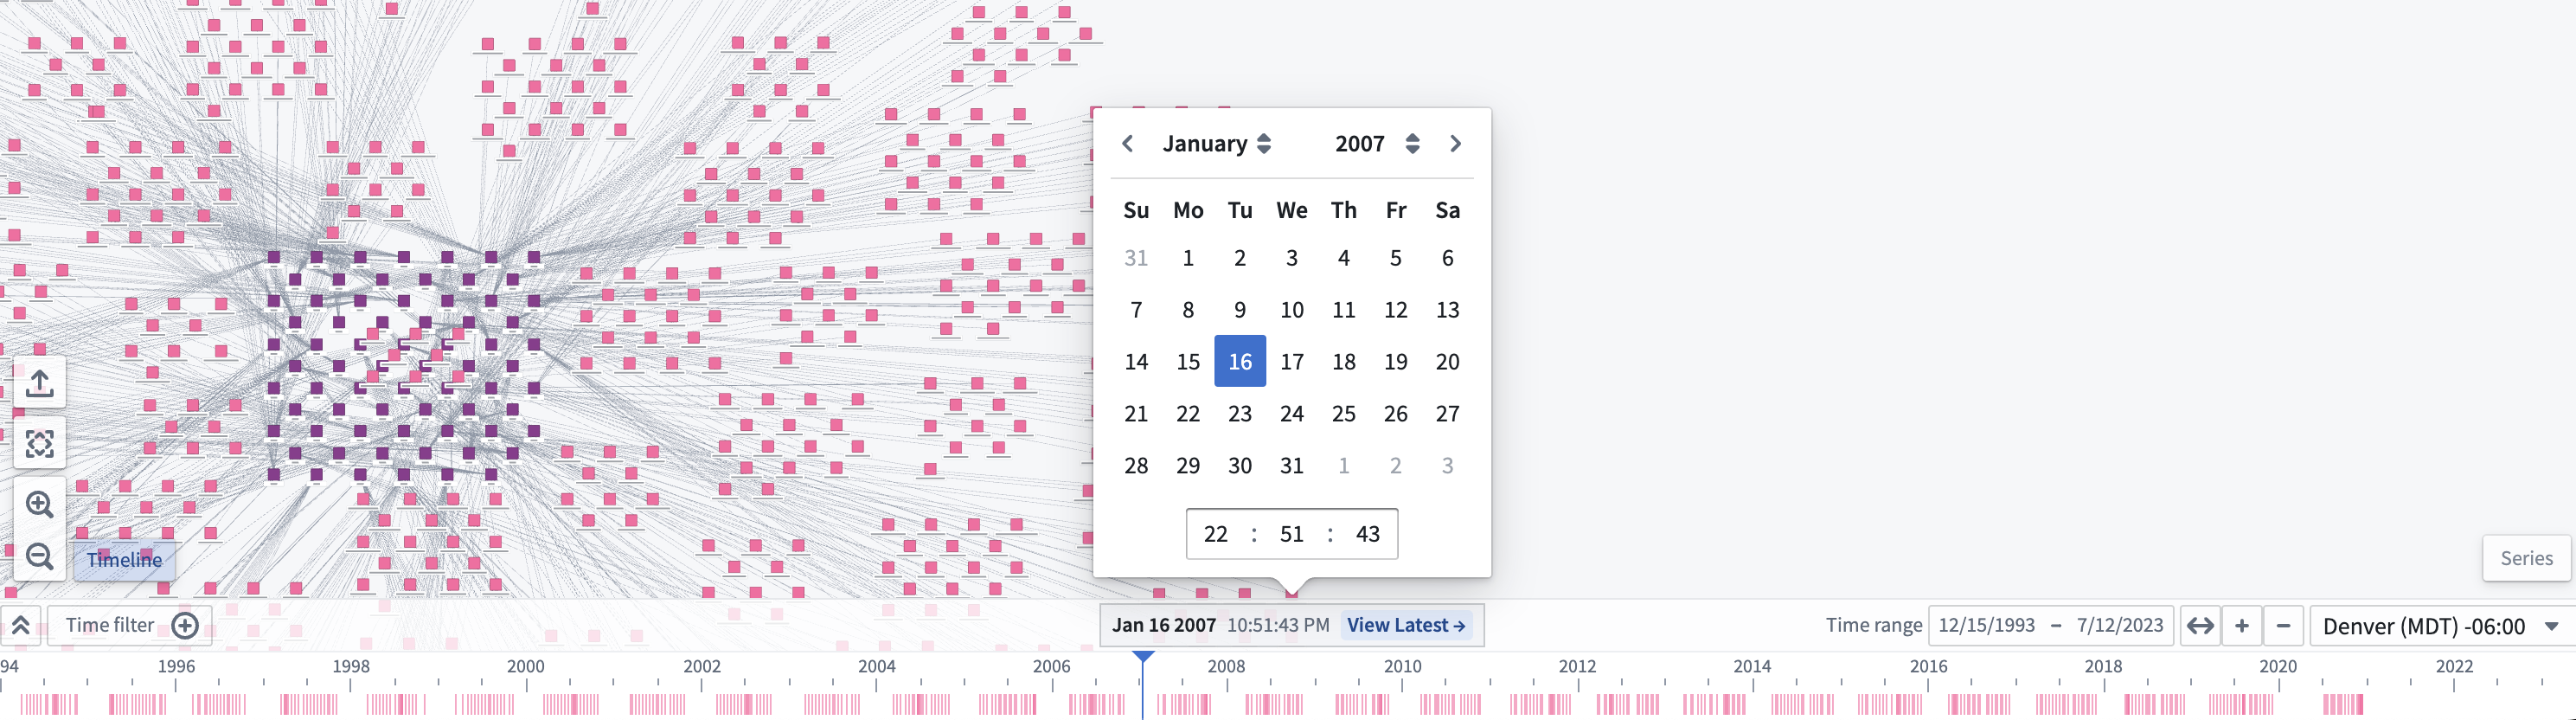 January 2007
Su Mo Tu We Th Fr Sa
31 1 2 3 4 5 6
7 8 9 10 11 12 13
14 15 16 17 18 19 20
21 22 23 24 25 26 27
28 29 30 31 1 2 3
22 : 51 : 43
Timeline
Series
Time filter
Jan 16 2007 10:51:43 PM View Latest →
Time range 12/15/1993 – 7/12/2023
Denver (MDT) -06:00
94 1996 1998 2000 2002 2004 2006 2008 2010 2012 2014 2016 2018 2020 2022